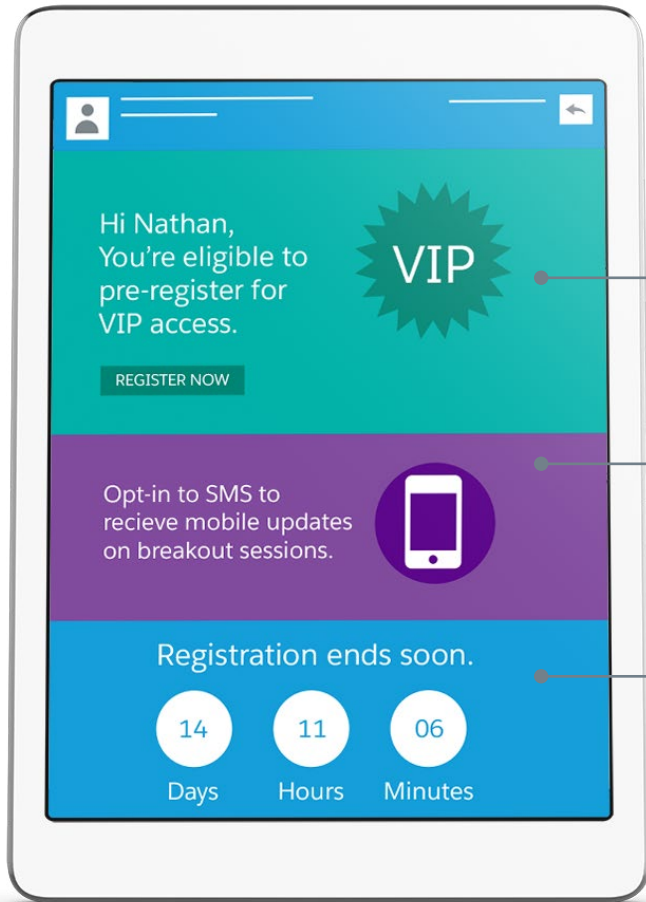 Hi Nathan,
You're eligible to
pre-register for
VIP access.
VIP
REGISTER NOW
Opt-in to SMS to
recieve mobile updates
on breakout sessions.
Registration ends soon.
14 11 06
Days Hours Minutes